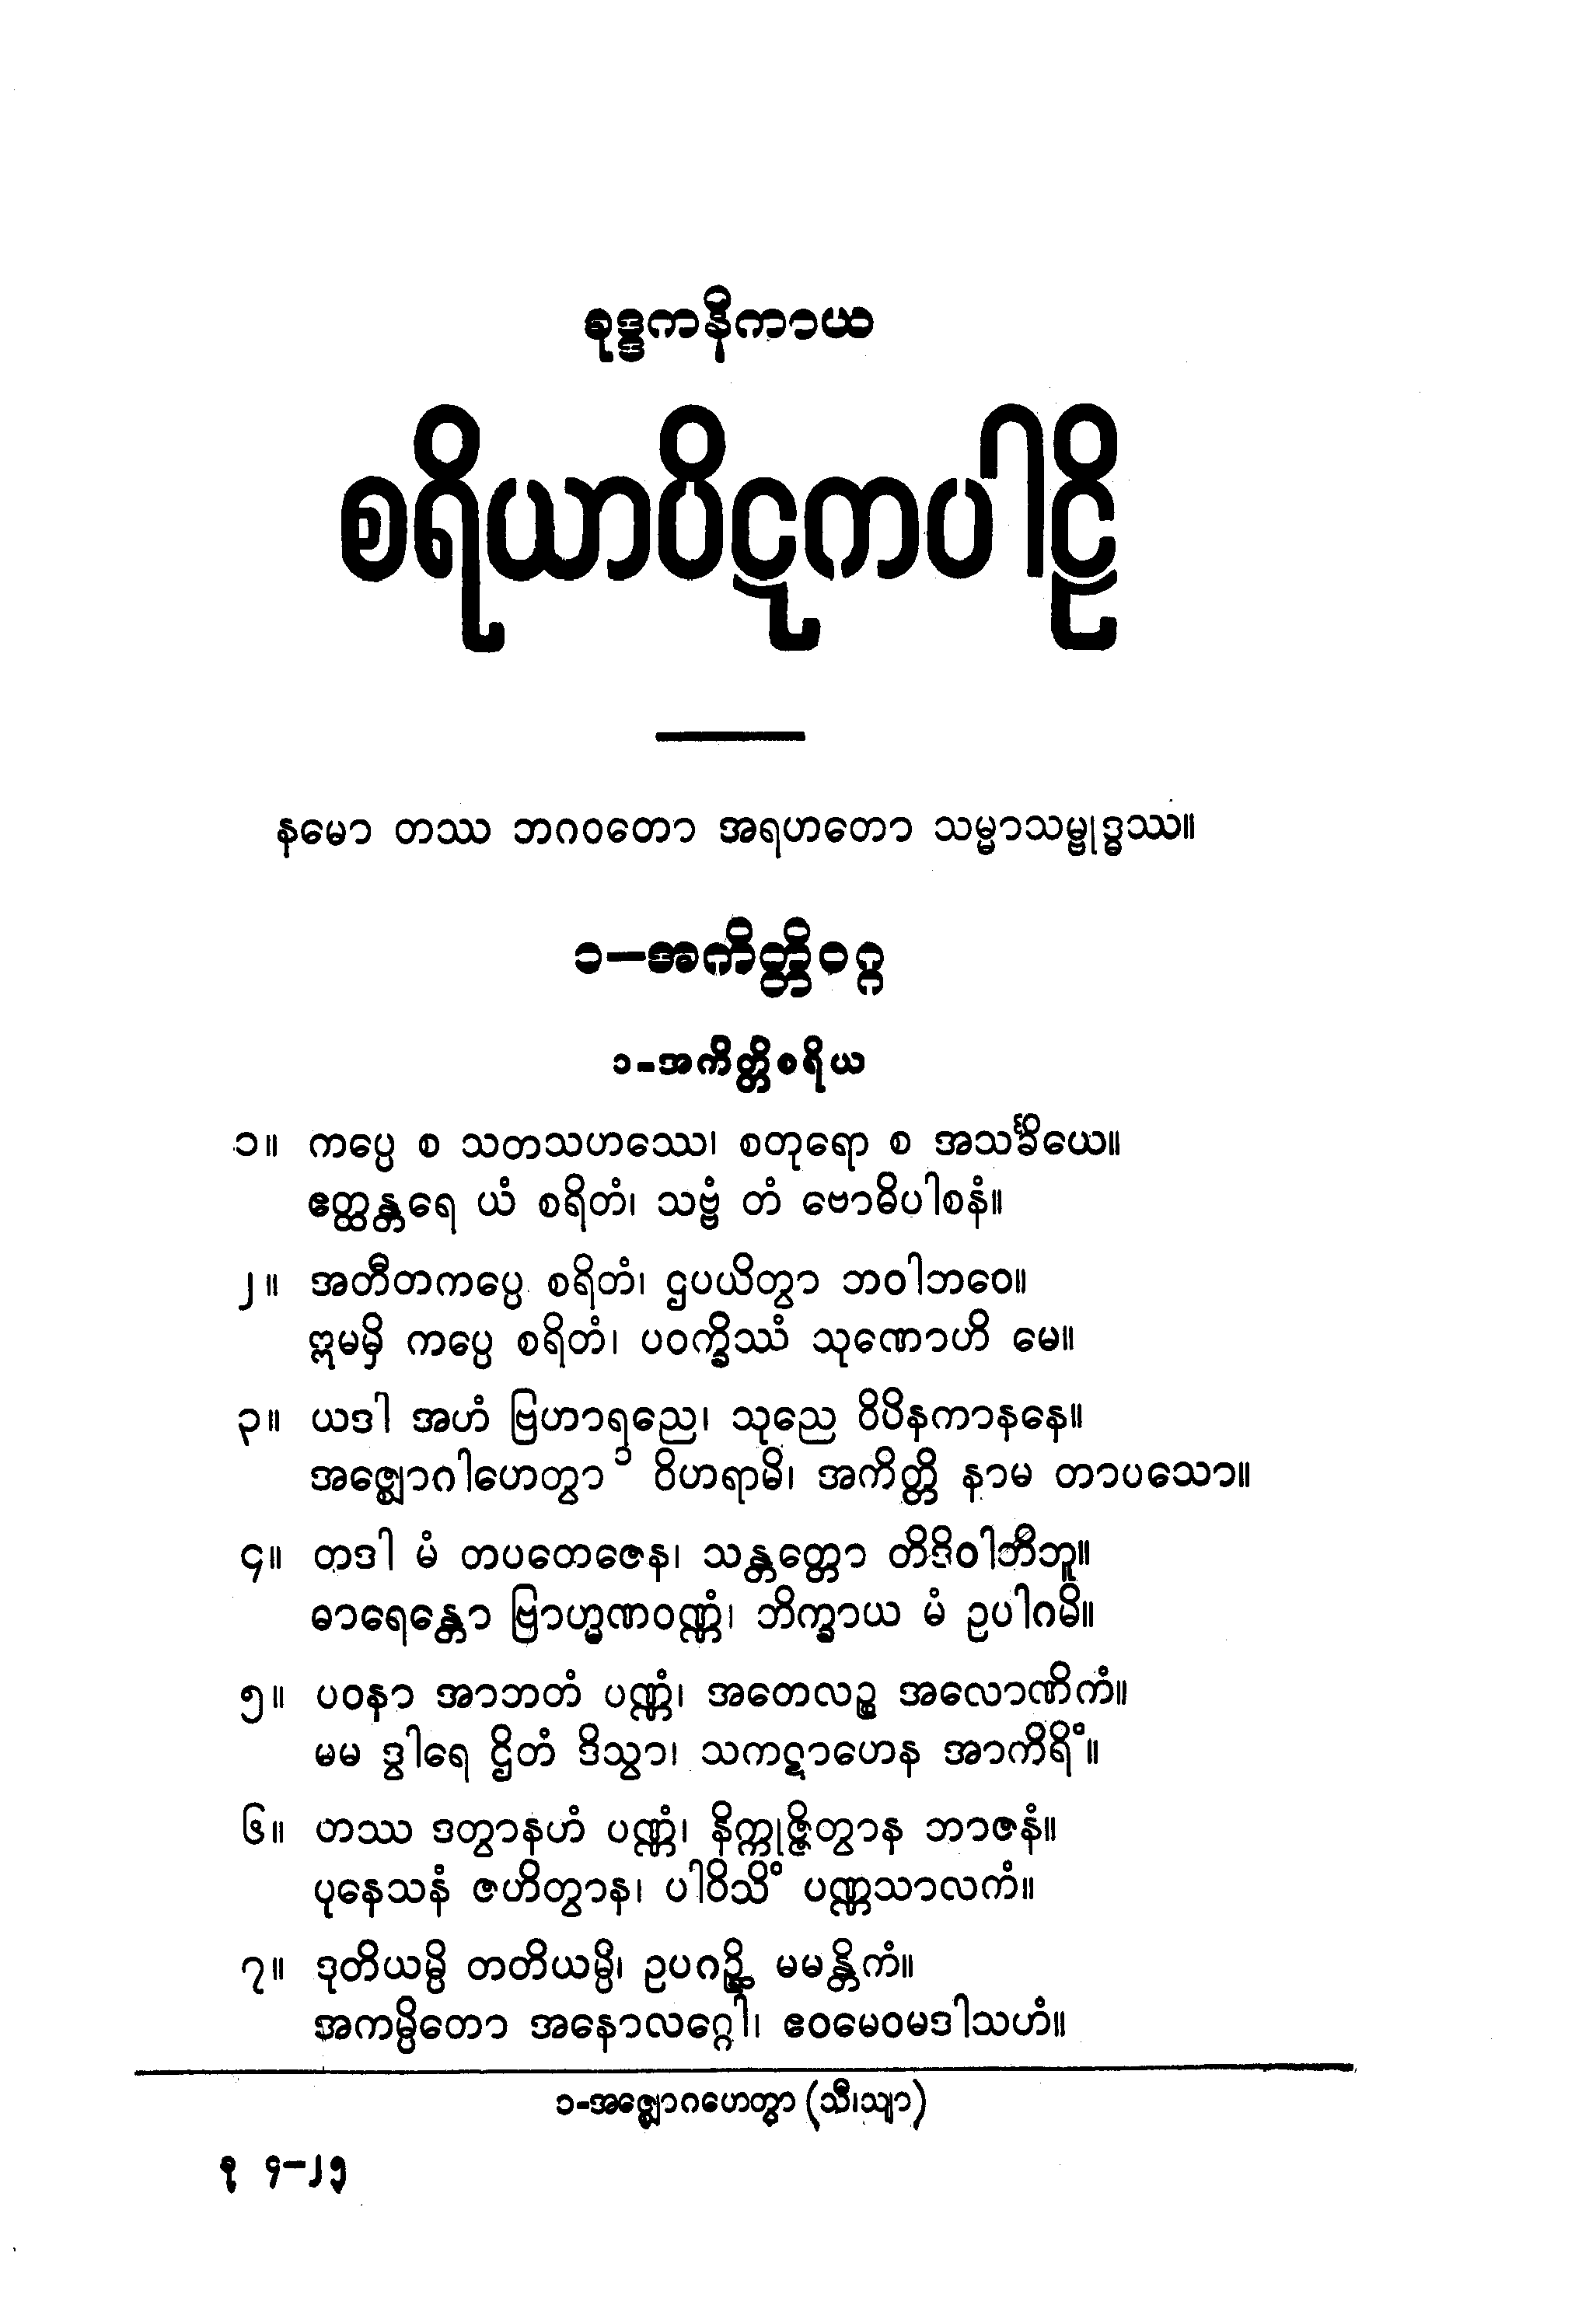 ခုဒ္ဒကနိကာယ
စရိယာပိဋကပါဠိ
နမော တဿ ဘဂဝတော အရဟတော သမ္မာသမ္ဗုဒ္ဓဿ။
၁–အကိတ္တိဝဂ္ဂ
၁-အကိတ္တိစရိယ
၁။ ကပ္ပေ စ သတသဟဿေ၊ စတုရော စ အသင်္ခိယေ။
ဧတ္ထန္တရေ ယံ စရိတံ၊ သဗ္ဗံ တံ ဗောဓိပါစနံ။
၂။ အတီတကပ္ပေ စရိတံ၊ ဌပယိတွာ ဘဝါဘဝေ။
ဣမမှိ ကပ္ပေ စရိတံ၊ ပဝက္ခိဿံ သုဏောဟိ မေ။
၃။ ယဒါ အဟံ ဗြဟာရညေ၊ သုညေ ဝိပိနကာနနေ။
အဇ္ဈောဂါဟေတွာ ၁ ဝိဟရာမိ၊ အကိတ္တိ နာမ တာပသော။
၄။ တဒါ မံ တပတေဇေန၊ သန္တတ္တော တိဒိဝါဘိဘူ။
ဓာရေန္တော ဗြာဟ္မဏဝဏ္ဏံ၊ ဘိက္ခာယ မံ ဥပါဂမိ။
၅။ ပဝနာ အာဘတံ ပဏ္ဏံ၊ အတေလဉ္စ အလောဏိကံ။
မမ ဒွါရေ ဌိတံ ဒိသွာ၊ သကဋာဟေန အာကိရိံ။
၆။ တဿ ဒတွာနဟံ ပဏ္ဏံ၊ နိက္ကုဇ္ဇိတွာန ဘာဇနံ။
ပုနေသနံ ဇဟိတွာန၊ ပါဝိသိံ ပဏ္ဏသာလကံ။
၇။ ဒုတိယမ္ပိ တတိယမ္ပိ၊ ဥပဂဉ္ဆိ မမန္တိကံ။
အကမ္ပိတော အနောလဂ္ဂေါ၊ ဧဝမေဝမဒါသဟံ။
၁-အဇ္ဈောဂဟေတွာ (သီ၊သျာ)
ခု ၄–၂၅